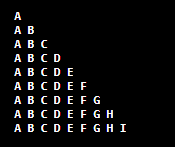 A
A B
A B C
A B C D
A B C D E
A B C D E F
A B C D E F G
A B C D E F G H
A B C D E F G H I